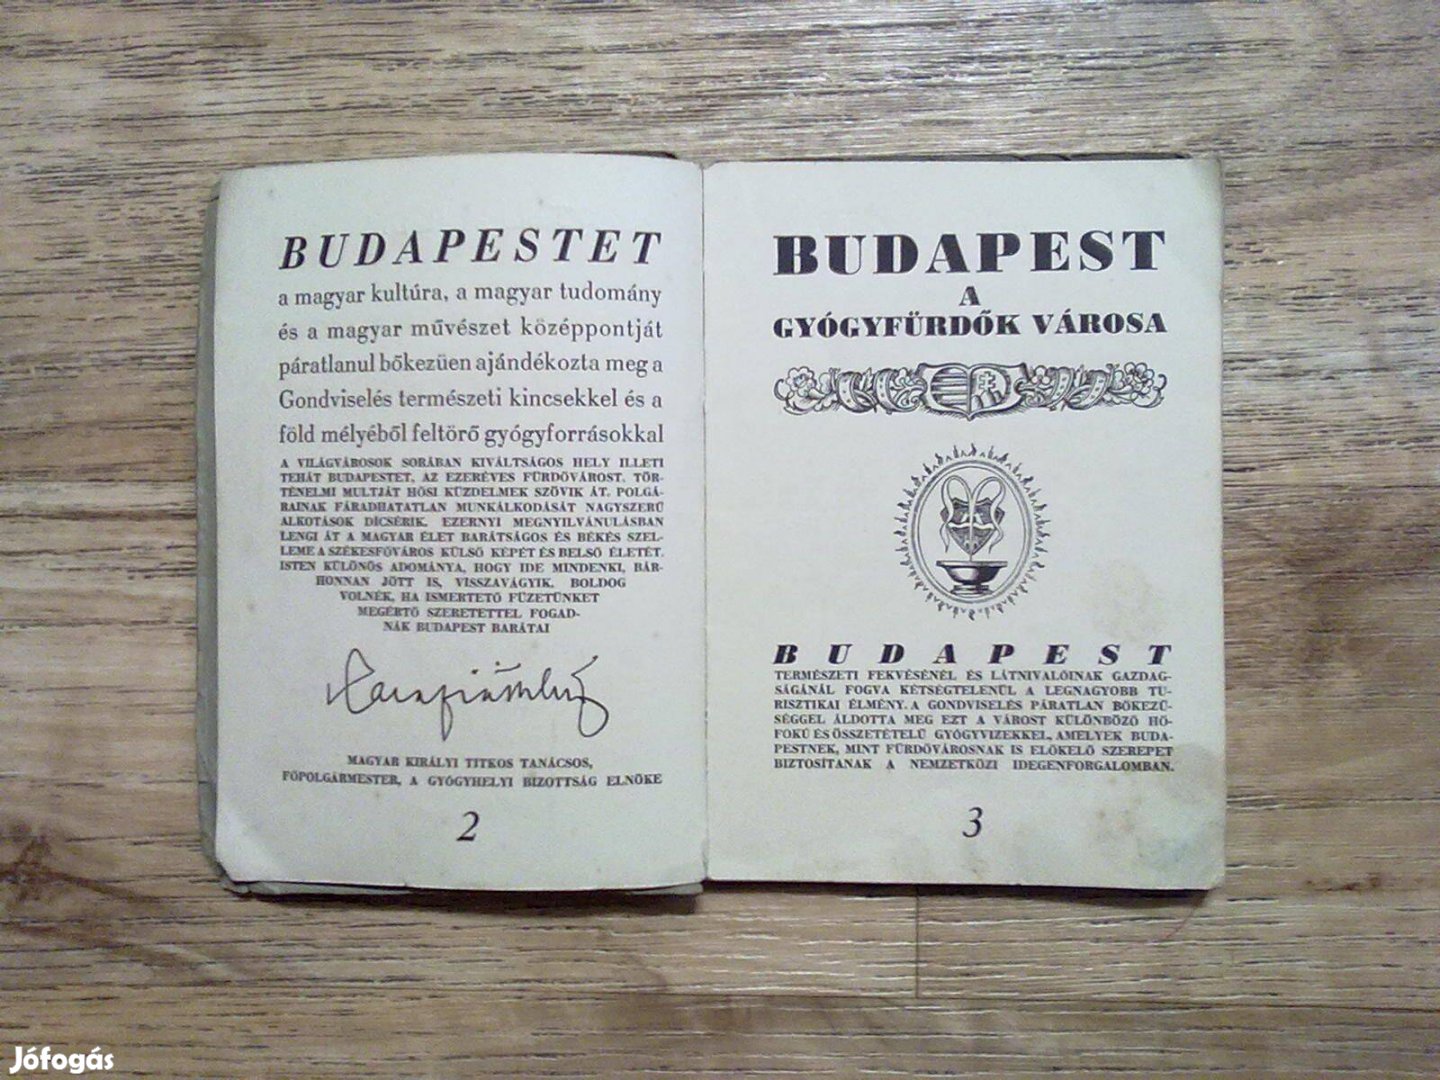 BUDAPESTET
a magyar kultúra, a magyar tudomány
és a magyar művészet középpontját
páratlanul bőkezüen ajándékozta meg a
Gondviselés természeti kincsekkel és a
föld mélyéből feltörő gyógyforrásokkal
A VILÁGVÁROSOK SORÁBAN KIVÁLTSÁGOS HELY ILLETI
TEHÁT BUDAPESTET, AZ EZERÉVES FÜRDŐVÁROST. TÖR-
TÉNELMI MULTJÁT HŐSI KÜZDELMEK SZÖVIK ÁT. POLGÁ-
RAINAK FÁRADHATATLAN MUNKÁLKODÁSÁT NAGYSZERŰ
ALKOTÁSOK DÍCSÉRIK. EZERNYI MEGNYILVÁNULÁSBAN
LENGI ÁT A MAGYAR ÉLET BARÁTSÁGOS ÉS BÉKÉS SZEL-
LEME A SZÉKESFŐVÁROS KÜLSŐ KÉPÉT ÉS BELSŐ ÉLETÉT.
ISTEN KÜLÖNÖS ADOMÁNYA, HOGY IDE MINDENKI, BÁR-
HONNAN JÖTT IS, VISSZAVÁGYIK. BOLDOG
VOLNÉK, HA ISMERTETŐ FÜZETÜNKET
MEGÉRTŐ SZERETETTEL FOGAD-
NÁK BUDAPEST BARÁTAI
MAGYAR KIRÁLYI TITKOS TANÁCSOS,
FŐPOLGÁRMESTER, A GYÓGYHELYI BIZOTTSÁG ELNÖKE
2
BUDAPEST
A
GYÓGYFÜRDŐK VÁROSA
BUDAPEST
TERMÉSZETI FEKVÉSÉNÉL ÉS LÁTNIVALÓINAK GAZDAG-
SÁGÁNÁL FOGVA KÉTSÉGTELENÜL A LEGNAGYOBB TU-
RISZTIKAI ÉLMÉNY. A GONDVISELÉS PÁRATLAN BŐKEZŰ-
SÉGGEL ÁLDOTTA MEG EZT A VÁROST KÜLÖNBÖZŐ HŐ-
FOKÚ ÉS ÖSSZETÉTELŰ GYÓGYVIZEKKEL, AMELYEK BUDA-
PESTNEK, MINT FÜRDŐVÁROSNAK IS ELŐKELŐ SZEREPET
BIZTOSÍTANAK A NEMZETKÖZI IDEGENFORGALOMBAN.
3
Jófogás